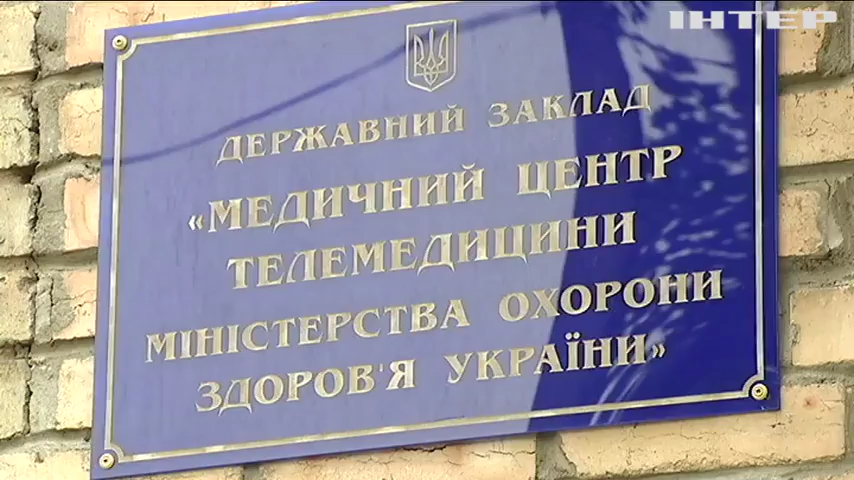 ІНТЕР
ДЕРЖАВНИЙ ЗАКЛАД
«МЕДИЧНИЙ ЦЕНТР
ТЕЛЕМЕДИЦИНИ
МІНІСТЕРСТВА ОХОРОНИ
ЗДОРОВ'Я УКРАЇНИ»